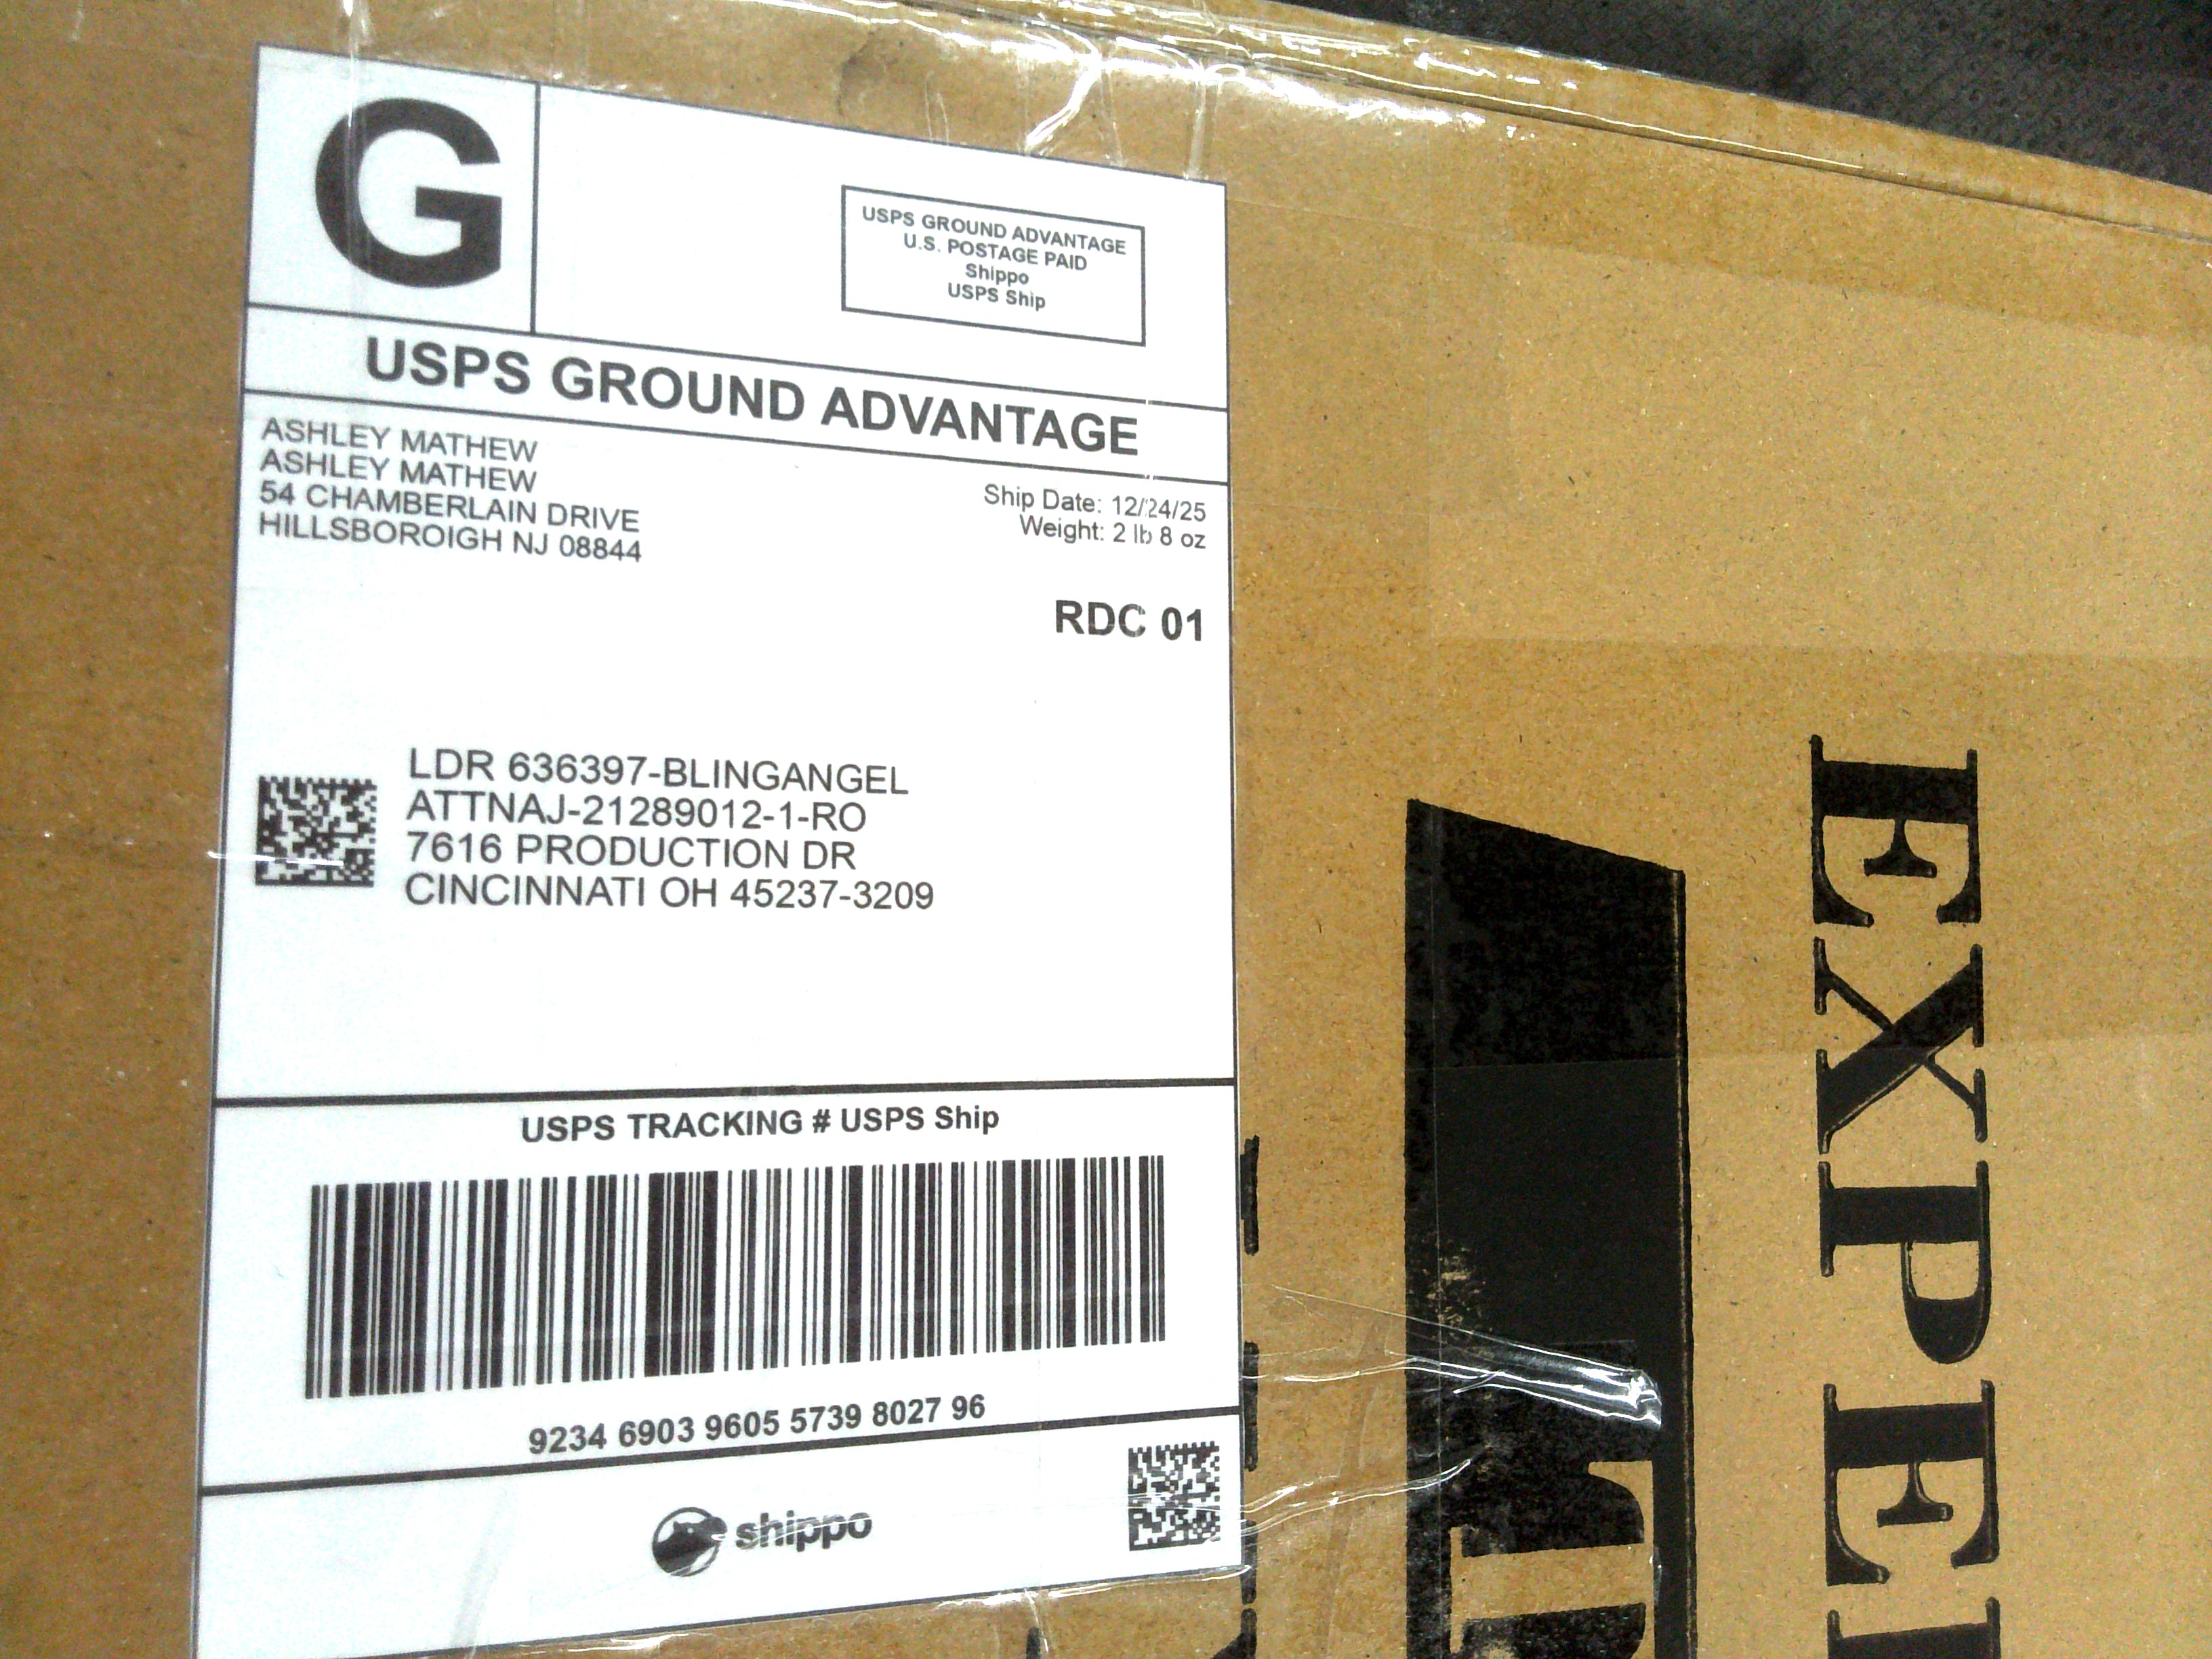 G
USPS GROUND ADVANTAGE
U.S. POSTAGE PAID
Shippo
USPS Ship
USPS GROUND ADVANTAGE
ASHLEY MATHEW
ASHLEY MATHEW
54 CHAMBERLAIN DRIVE
HILLSBOROIGH NJ 08844
Ship Date: 12/24/25
Weight: 2 lb 8 oz
RDC 01
LDR 636397-BLINGANGEL
ATTNAJ-21289012-1-RO
7616 PRODUCTION DR
CINCINNATI OH 45237-3209
USPS TRACKING # USPS Ship
9234 6903 9605 5739 8027 96
shippo